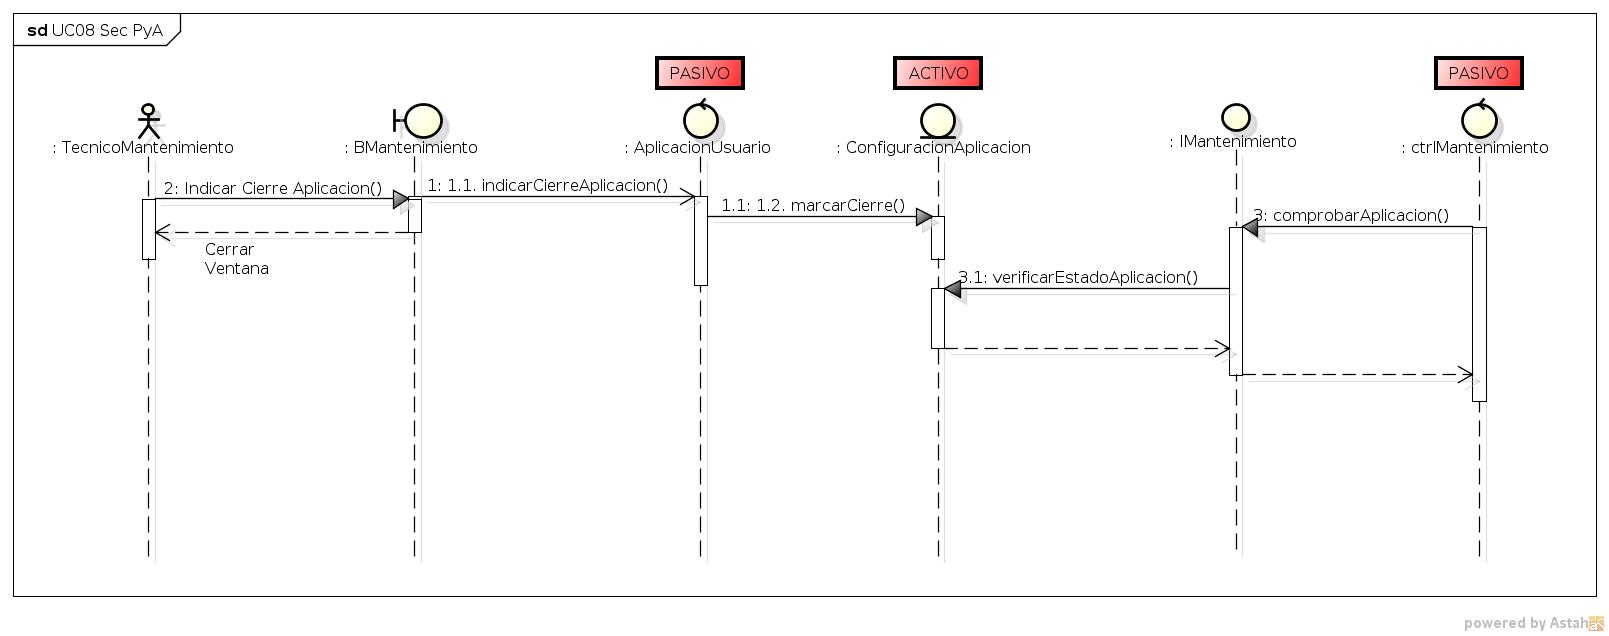 sd UC08 Sec PyA
PASIVO
ACTIVO
PASIVO
: TecnicoMantenimiento
: BMantenimiento
: AplicacionUsuario
: ConfiguracionAplicacion
: IMantenimiento
: ctrlMantenimiento
2: Indicar Cierre Aplicacion()
1: 1.1. indicarCierreAplicacion()
1.1: 1.2. marcarCierre()
3: comprobarAplicacion()
Cerrar
Ventana
3.1: verificarEstadoAplicacion()
powered by Astah